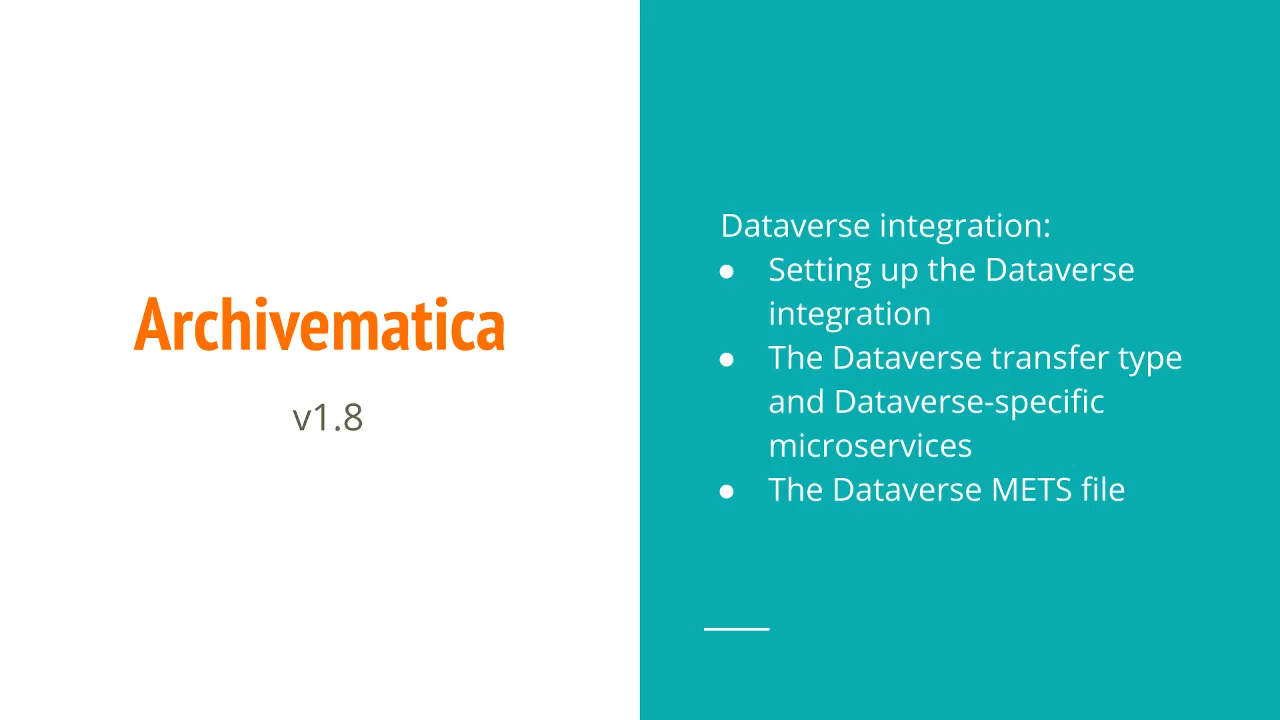 Archivematica
v1.8
Dataverse integration:
● Setting up the Dataverse
integration
● The Dataverse transfer type
and Dataverse-specific
microservices
● The Dataverse METS file